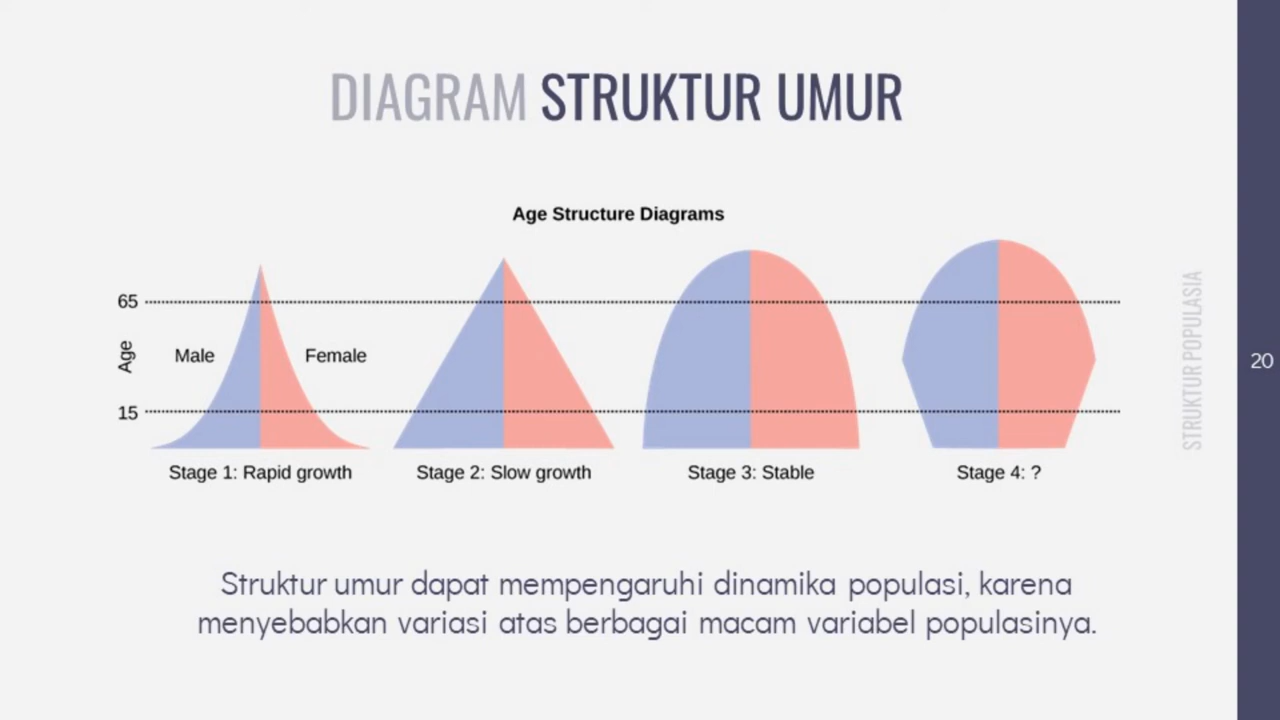 DIAGRAM STRUKTUR UMUR
Age Structure Diagrams
65
Age
Male
Female
15
Stage 1: Rapid growth
Stage 2: Slow growth
Stage 3: Stable
Stage 4: ?
STRUKTUR POPULASIA
20
Struktur umur dapat mempengaruhi dinamika populasi, karena
menyebabkan variasi atas berbagai macam variabel populasinya.